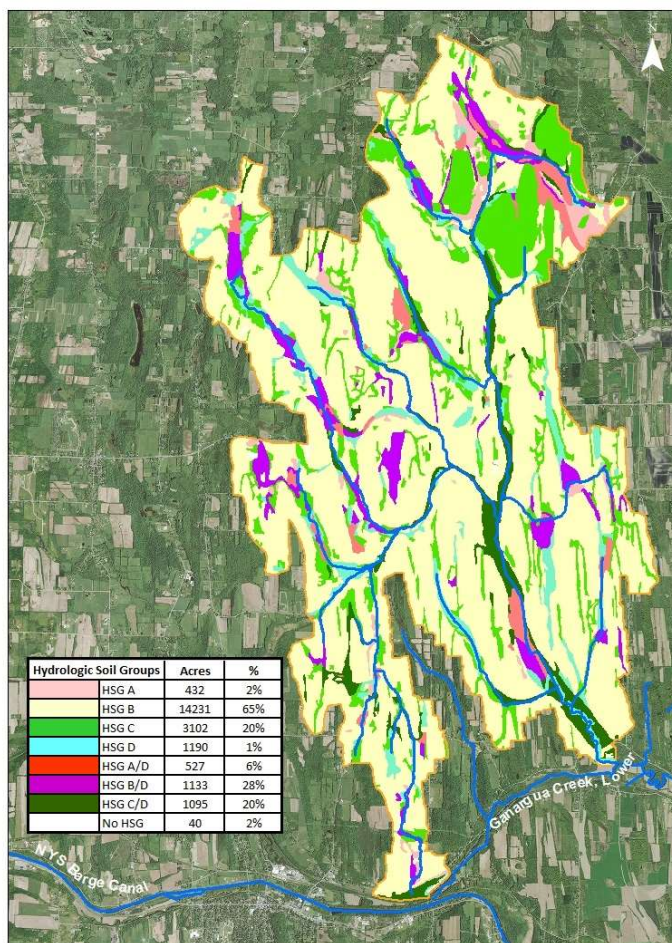 Hydrologic Soil Groups Acres %
HSG A 432 2%
HSG B 14231 65%
HSG C 3102 20%
HSG D 1190 1%
HSG A/D 527 6%
HSG B/D 1133 28%
HSG C/D 1095 20%
No HSG 40 2%
Ganargua Creek, Lower
NYS Barge Canal